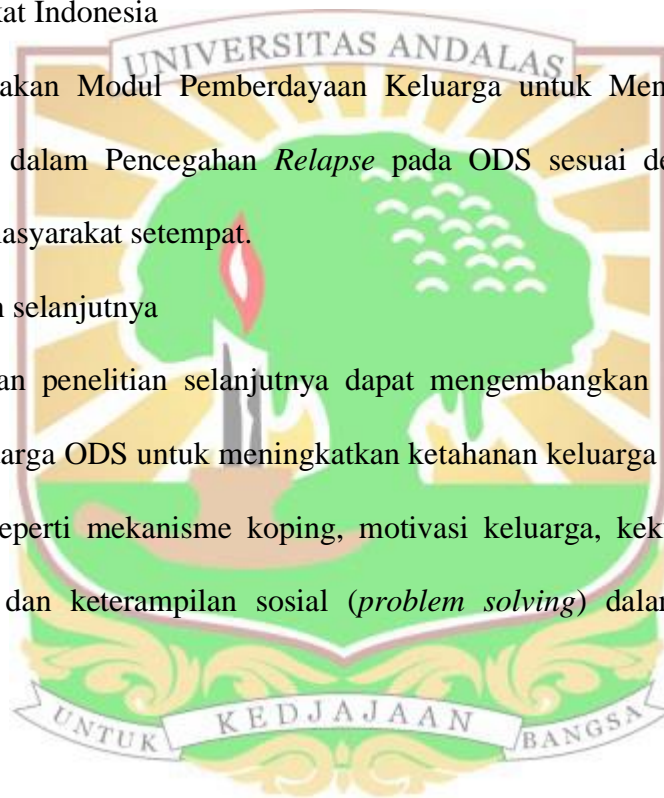 kat Indonesia
UNIVERSITAS ANDALAS
akan Modul Pemberdayaan Keluarga untuk Men
dalam Pencegahan Relapse pada ODS sesuai de
asyarakat setempat.
n selanjutnya
an penelitian selanjutnya dapat mengembangkan
arga ODS untuk meningkatkan ketahanan keluarga
eperti mekanisme koping, motivasi keluarga, kek
dan keterampilan sosial (problem solving) dalam
UNTUK KEDJAJAAN BANGSA